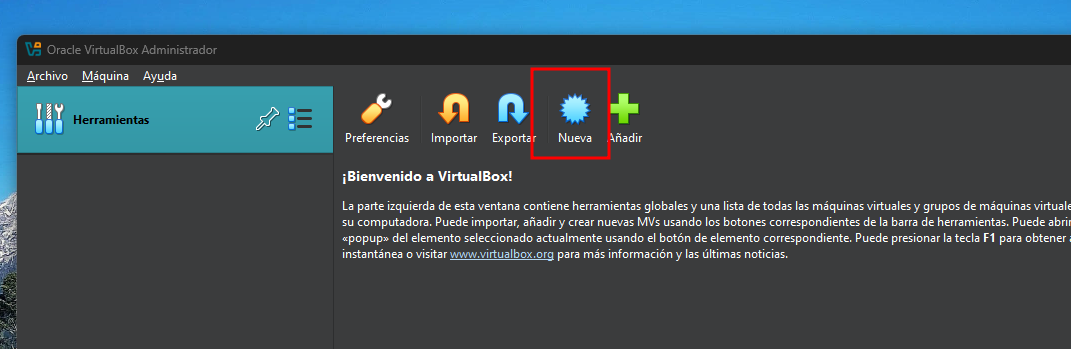 Oracle VirtualBox Administrador
Archivo Máquina Ayuda
Herramientas
Preferencias Importar Exportar Nueva Añadir
¡Bienvenido a VirtualBox!
La parte izquierda de esta ventana contiene herramientas globales y una lista de todas las máquinas virtuales y grupos de máquinas
su computadora. Puede importar, añadir y crear nuevas MVs usando los botones correspondientes de la barra de herramientas. Puede
«popup» del elemento seleccionado actualmente usando el botón de elemento correspondiente. Puede presionar la tecla F1 para obtener
instantánea o visitar www.virtualbox.org para más información y las últimas noticias.